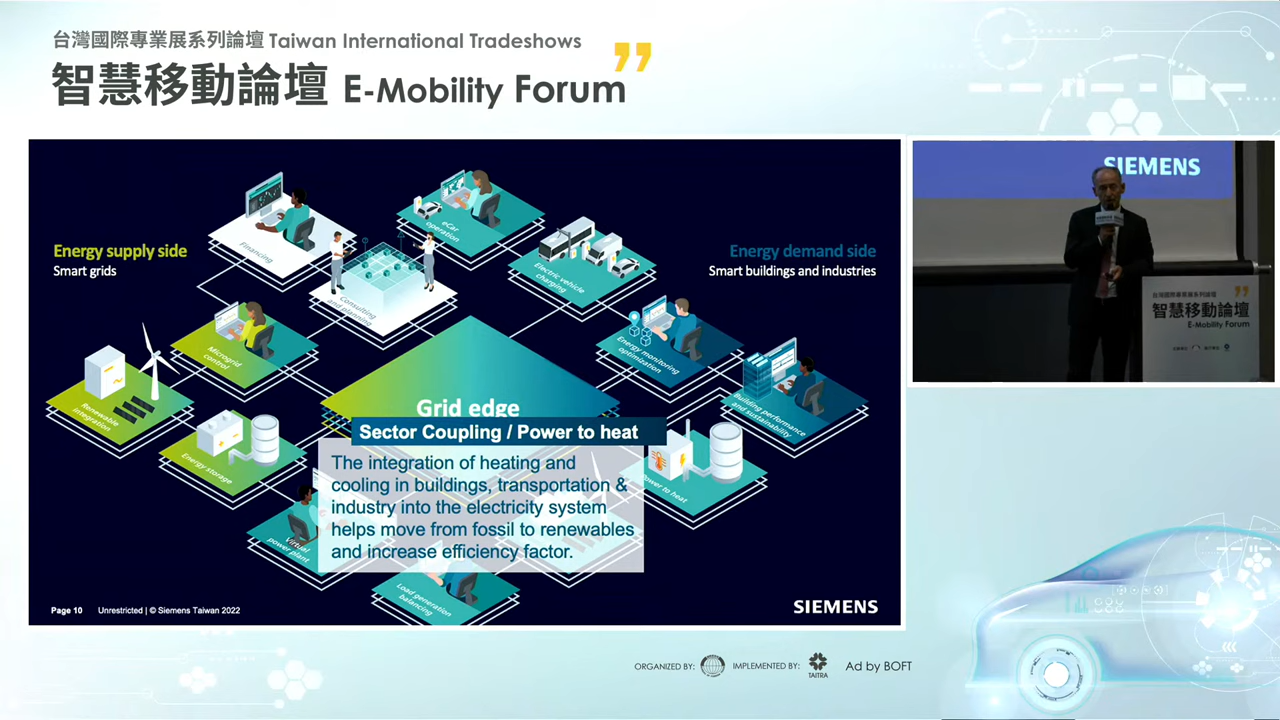 台灣國際專業展系列論壇 Taiwan International Tradeshows
智慧移動論壇 E-Mobility Forum
Energy supply side
Smart grids
Energy demand side
Smart buildings and industries
Financing
eCar
operation
Electric vehicle
charging
Consulting
and planning
Microgrid
control
Energy monitoring
optimization
Renewable
integration
Building performance
and sustainability
Grid edge
Sector Coupling / Power to heat
The integration of heating and
cooling in buildings, transportation &
industry into the electricity system
helps move from fossil to renewables
and increase efficiency factor.
Energy storage
Power to heat
Virtual
power plant
Load generation
balancing
Page 10 Unrestricted | © Siemens Taiwan 2022
SIEMENS
SIEMENS
台灣國際專業展系列論壇
智慧移動論壇
E-Mobility Forum
ORGANIZED BY: IMPLEMENTED BY: TAITRA Ad by BOFT